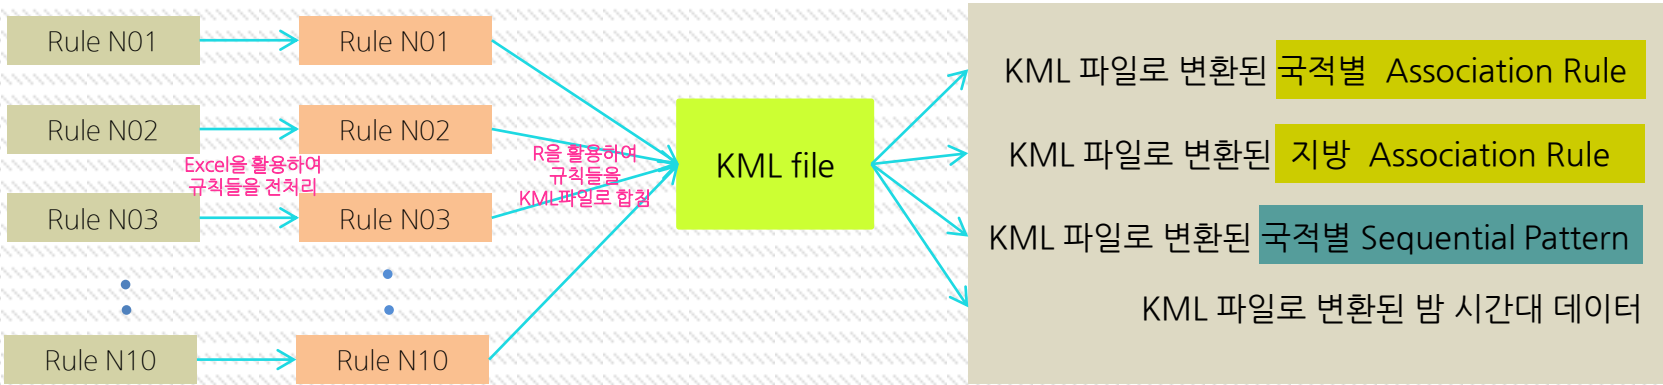 Rule N01
Rule N02
Rule N03
Rule N10
Excel을 활용하여
규칙들을 전처리
Rule N01
Rule N02
Rule N03
Rule N10
R을 활용하여
규칙들을
KML파일로 합침
KML file
KML 파일로 변환된 국적별 Association Rule
KML 파일로 변환된 지방 Association Rule
KML 파일로 변환된 국적별 Sequential Pattern
KML 파일로 변환된 밤 시간대 데이터